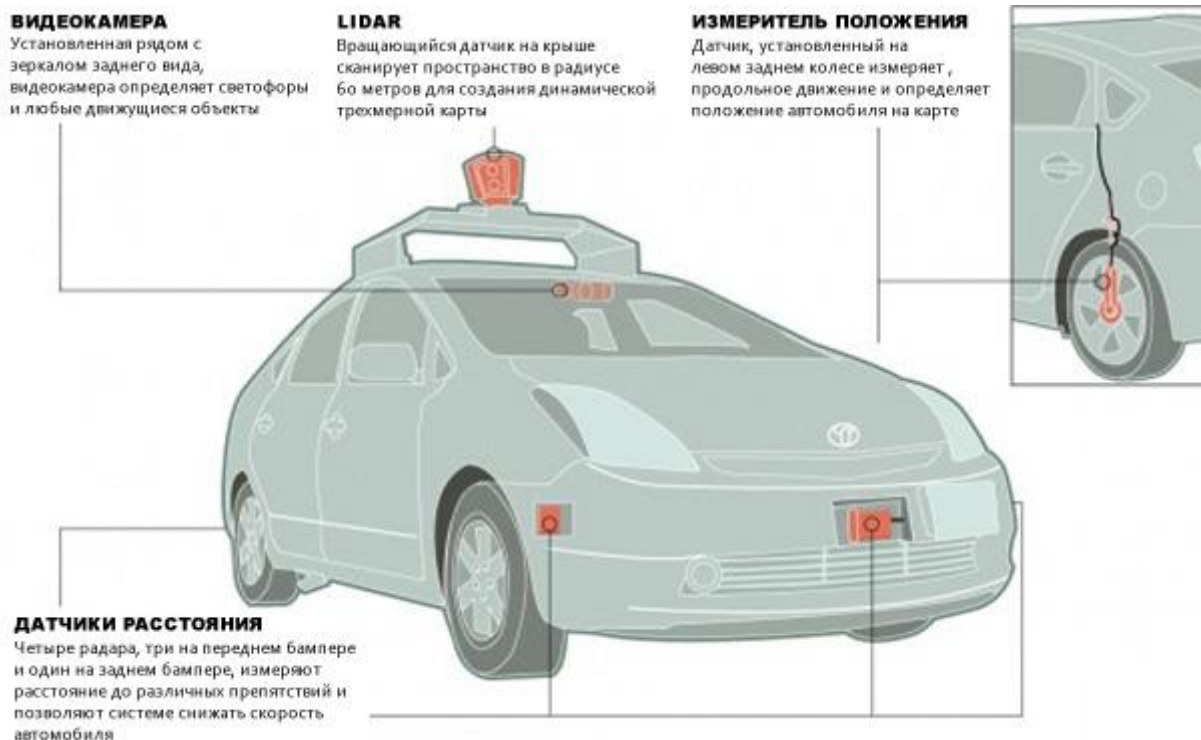 ВИДЕОКАМЕРА
Установленная рядом с
зеркалом заднего вида,
видеокамера определяет светофоры
и любые движущиеся объекты
LIDAR
Вращающийся датчик на крыше
сканирует пространство в радиусе
60 метров для создания динамической
трехмерной карты
ИЗМЕРИТЕЛЬ ПОЛОЖЕНИЯ
Датчик, установленный на
левом заднем колесе измеряет ,
продольное движение и определяет
положение автомобиля на карте
ДАТЧИКИ РАССТОЯНИЯ
Четыре радара, три на переднем бампере
и один на заднем бампере, измеряют
расстояние до различных препятствий и
позволяют системе снижать скорость
автомобиля